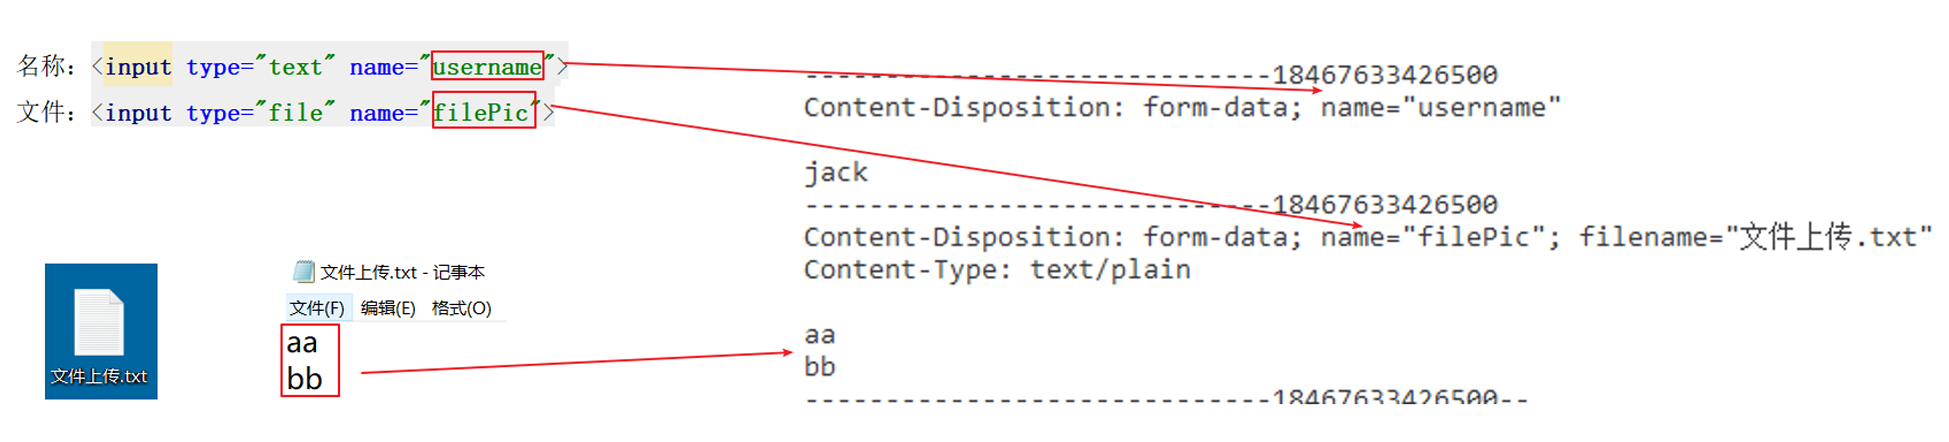 名称：<input type="text" name="username">
文件：<input type="file" name="filePic">
-----------------------------18467633426500
Content-Disposition: form-data; name="username"
jack
-----------------------------18467633426500
Content-Disposition: form-data; name="filePic"; filename="文件上传.txt"
Content-Type: text/plain
aa
bb
-----------------------------18467633426500--
文件上传.txt
文件上传.txt - 记事本
文件(F) 编辑(E) 格式(O)
aa
bb